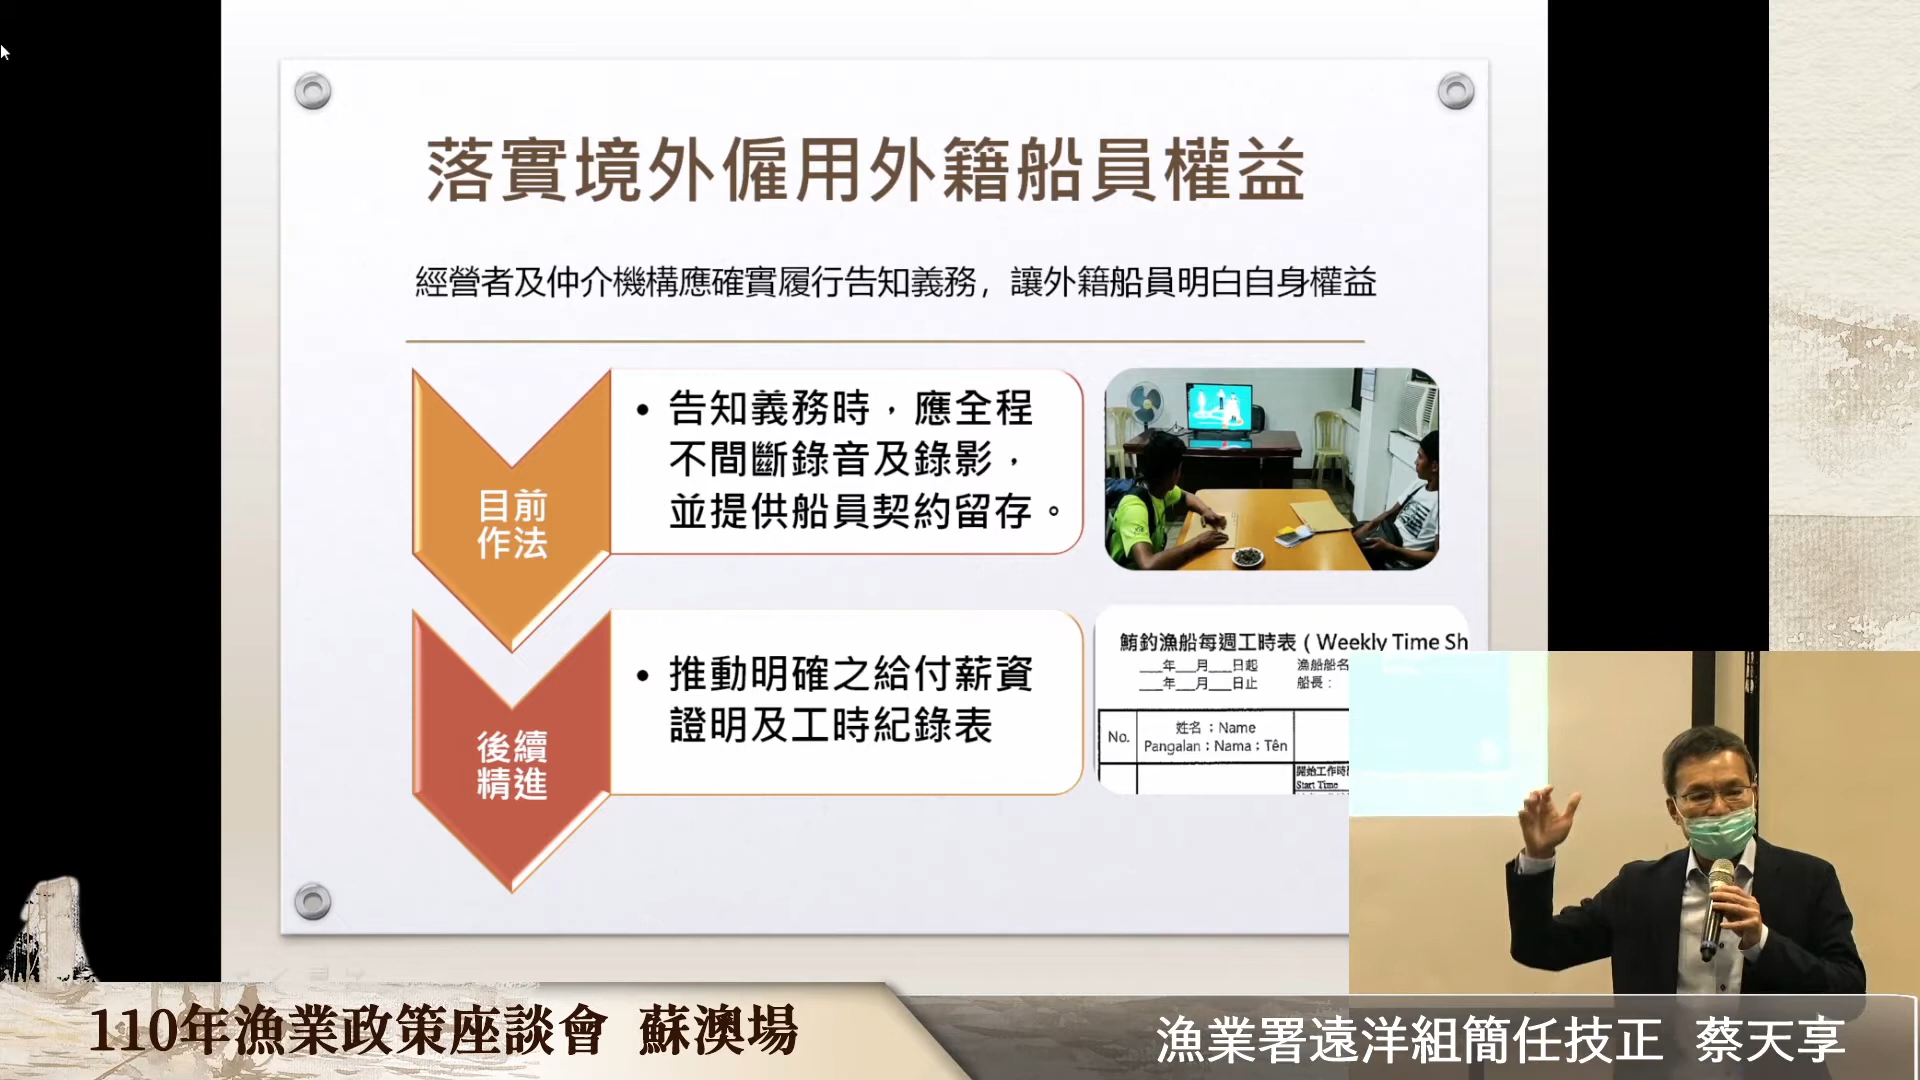 落實境外僱用外籍船員權益
經營者及仲介機構應確實履行告知義務，讓外籍船員明白自身權益
目前
作法
• 告知義務時，應全程
不間斷錄音及錄影，
並提供船員契約留存。
後續
精進
• 推動明確之給付薪資
證明及工時紀錄表
鮪釣漁船每週工時表 ( Weekly Time Sh
___年___月___日起 漁船船名
___年___月___日止 船長：
No.
姓名；Name
Pangalan；Nama；Tên
開始工作時
Start Time
110年漁業政策座談會 蘇澳場
漁業署遠洋組簡任技正 蔡天享